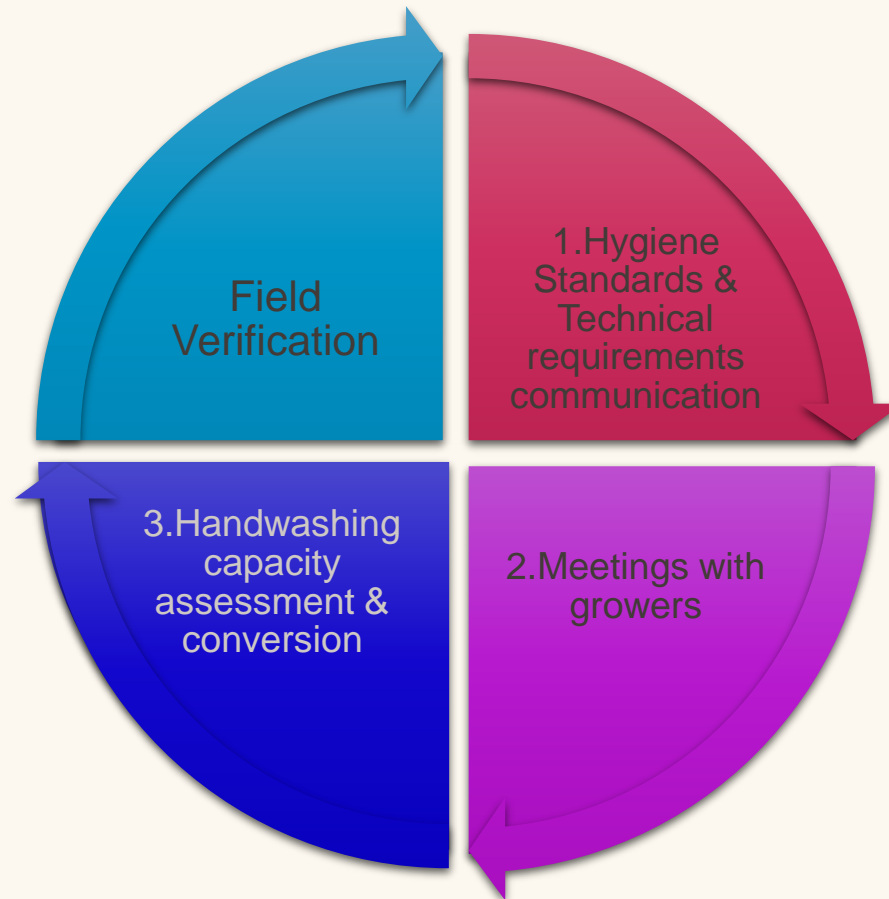 1.Hygiene
Standards &
Technical
requirements
communication
2.Meetings with
growers
3.Handwashing
capacity
assessment &
conversion
Field
Verification